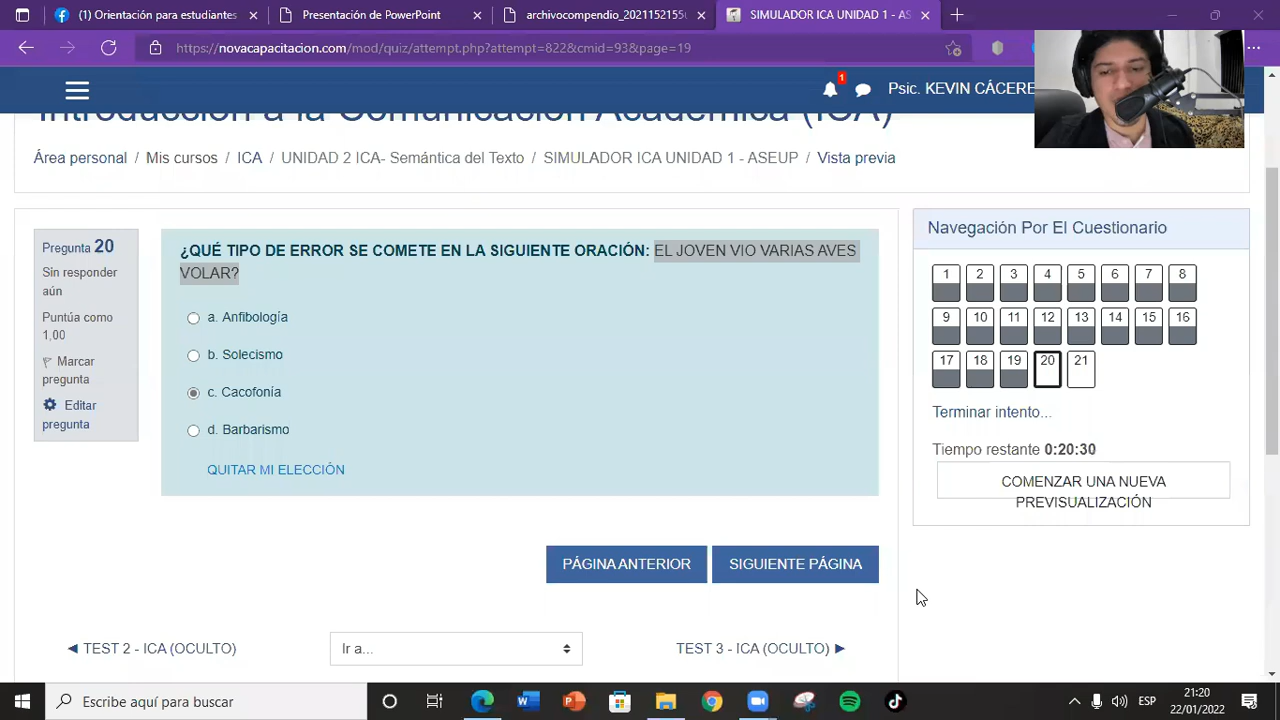 (1) Orientación para estudiantes
Presentación de PowerPoint
archivocompendio_2021152155
SIMULADOR ICA UNIDAD 1 - AS
https://novacapacitacion.com/mod/quiz/attempt.php?attempt=822&cmid=93&page=19
1
Psic. KEVIN CÁCERE
Introducción a la Comunicación Académica (ICA)
Área personal / Mis cursos / ICA / UNIDAD 2 ICA- Semántica del Texto / SIMULADOR ICA UNIDAD 1 - ASEUP / Vista previa
Pregunta 20
Sin responder
aún
Puntúa como
1,00
Marcar
pregunta
Editar
pregunta
¿QUÉ TIPO DE ERROR SE COMETE EN LA SIGUIENTE ORACIÓN: EL JOVEN VIO VARIAS AVES
VOLAR?
a. Anfibología
b. Solecismo
c. Cacofonía
d. Barbarismo
QUITAR MI ELECCIÓN
PÁGINA ANTERIOR
SIGUIENTE PÁGINA
◄ TEST 2 - ICA (OCULTO)
Ir a...
TEST 3 - ICA (OCULTO) ►
Navegación Por El Cuestionario
1 2 3 4 5 6 7 8
9 10 11 12 13 14 15 16
17 18 19 20 21
Terminar intento...
Tiempo restante 0:20:30
COMENZAR UNA NUEVA
PREVISUALIZACIÓN
Escribe aquí para buscar
ESP
21:20
22/01/2022